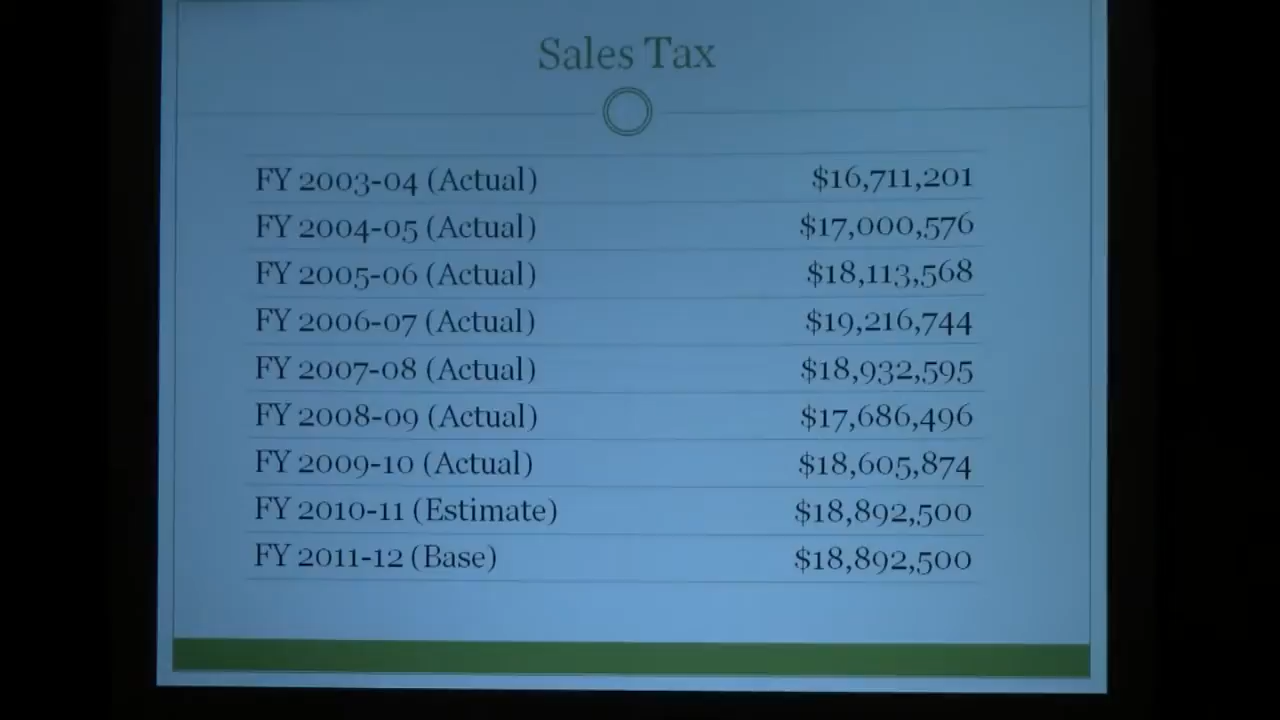 Sales Tax
FY 2003-04 (Actual) $16,711,201
FY 2004-05 (Actual) $17,000,576
FY 2005-06 (Actual) $18,113,568
FY 2006-07 (Actual) $19,216,744
FY 2007-08 (Actual) $18,932,595
FY 2008-09 (Actual) $17,686,496
FY 2009-10 (Actual) $18,605,874
FY 2010-11 (Estimate) $18,892,500
FY 2011-12 (Base) $18,892,500